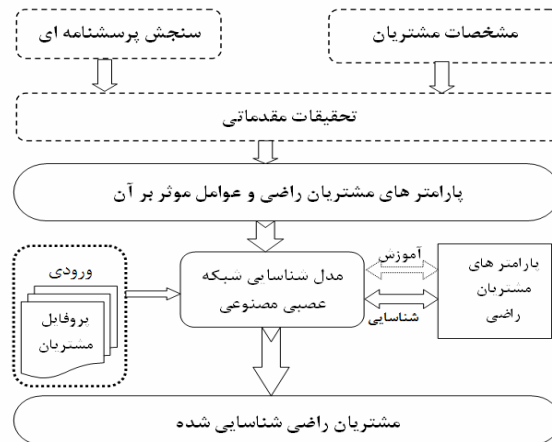 مشخصات مشتریان
سنجش پرسشنامه ای
تحقیقات مقدماتی
پارامتر های مشتریان راضی و عوامل موثر بر آن
ورودی
پروفایل
مشتریان
مدل شناسایی شبکه
عصبی مصنوعی
آموزش
شناسایی
پارامتر های
مشتریان
راضی
مشتریان راضی شناسایی شده